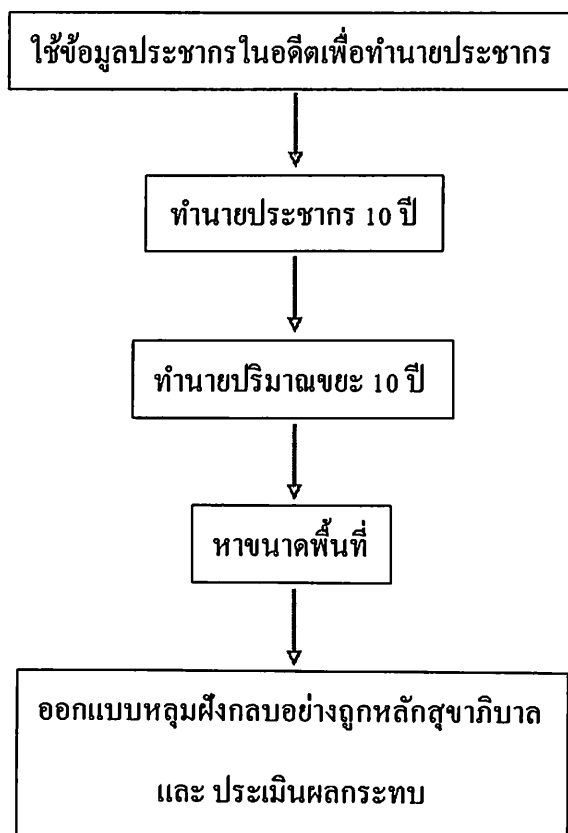 ใช้ข้อมูลประชากรในอดีตเพื่อทำนายประชากร
ทำนายประชากร 10 ปี
ทำนายปริมาณขยะ 10 ปี
หาขนาดพื้นที่
ออกแบบหลุมฝังกลบอย่างถูกหลักสุขาภิบาล
และ ประเมินผลกระทบ